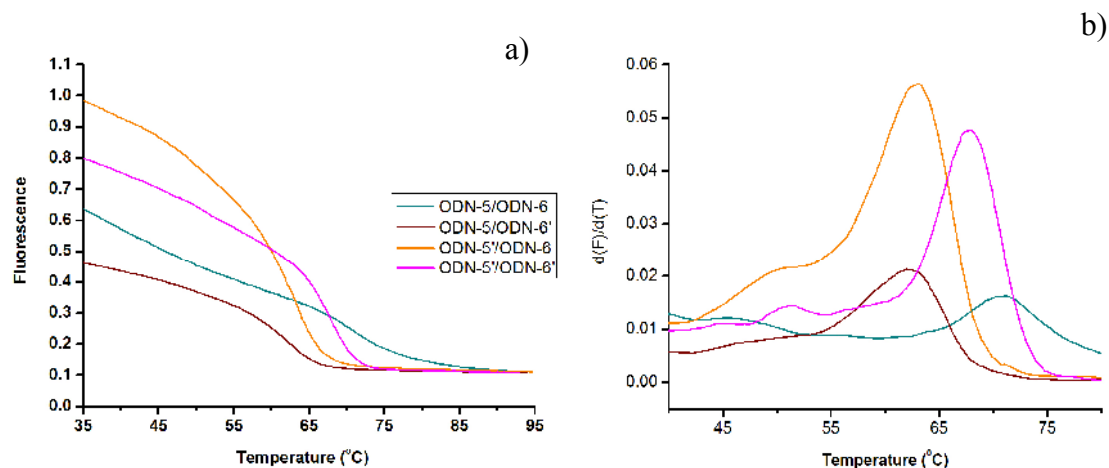 a)
1.1
1.0
0.9
0.8
0.7
0.6
0.5
0.4
0.3
0.2
0.1
0.0
Fluorescence
35 45 55 65 75 85 95
Temperature (°C)
ODN-5/ODN-6
ODN-5/ODN-6'
ODN-5'/ODN-6
ODN-5'/ODN-6'
b)
0.06
0.05
0.04
0.03
0.02
0.01
0.00
d(F)/d(T)
45 55 65 75
Temperature (°C)